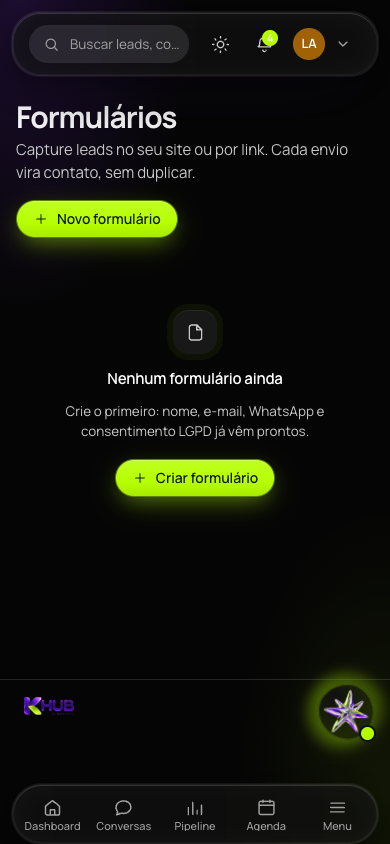 Buscar leads, co...
4
LA
Formulários
Capture leads no seu site ou por link. Cada envio
vira contato, sem duplicar.
Novo formulário
Nenhum formulário ainda
Crie o primeiro: nome, e-mail, WhatsApp e
consentimento LGPD já vêm prontos.
Criar formulário
KHUB
Dashboard
Conversas
Pipeline
Agenda
Menu